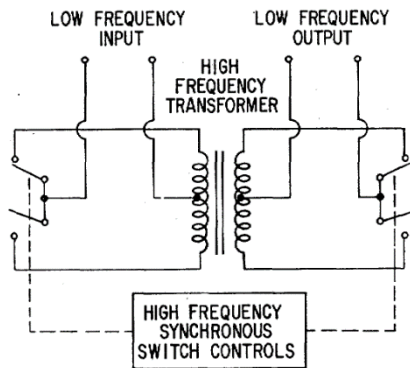 LOW FREQUENCY
INPUT
LOW FREQUENCY
OUTPUT
HIGH
FREQUENCY
TRANSFORMER
HIGH FREQUENCY
SYNCHRONOUS
SWITCH CONTROLS